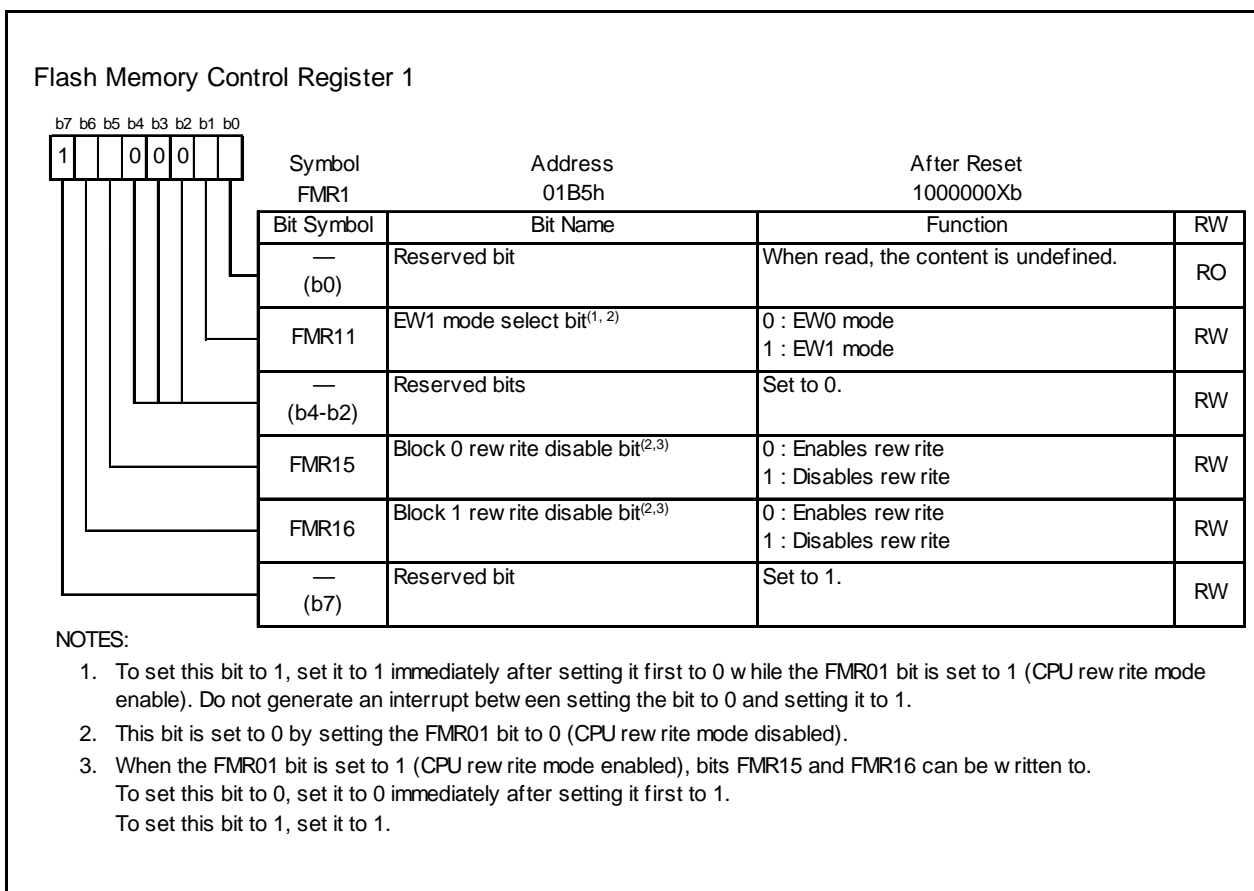 Flash Memory Control Register 1
b7 b6 b5 b4 b3 b2 b1 b0
1 0 0 0
Symbol Address After Reset
FMR1 01B5h 1000000Xb
Bit Symbol Bit Name Function RW
— (b0) Reserved bit When read, the content is undefined. RO
FMR11 EW1 mode select bit(1, 2) 0 : EW0 mode RW
1 : EW1 mode
— (b4-b2) Reserved bits Set to 0. RW
FMR15 Block 0 rew rite disable bit(2,3) 0 : Enables rew rite RW
1 : Disables rew rite
FMR16 Block 1 rew rite disable bit(2,3) 0 : Enables rew rite RW
1 : Disables rew rite
— (b7) Reserved bit Set to 1. RW
NOTES:
1. To set this bit to 1, set it to 1 immediately after setting it first to 0 w hile the FMR01 bit is set to 1 (CPU rew rite mode
enable). Do not generate an interrupt betw een setting the bit to 0 and setting it to 1.
2. This bit is set to 0 by setting the FMR01 bit to 0 (CPU rew rite mode disabled).
3. When the FMR01 bit is set to 1 (CPU rew rite mode enabled), bits FMR15 and FMR16 can be w ritten to.
To set this bit to 0, set it to 0 immediately after setting it first to 1.
To set this bit to 1, set it to 1.